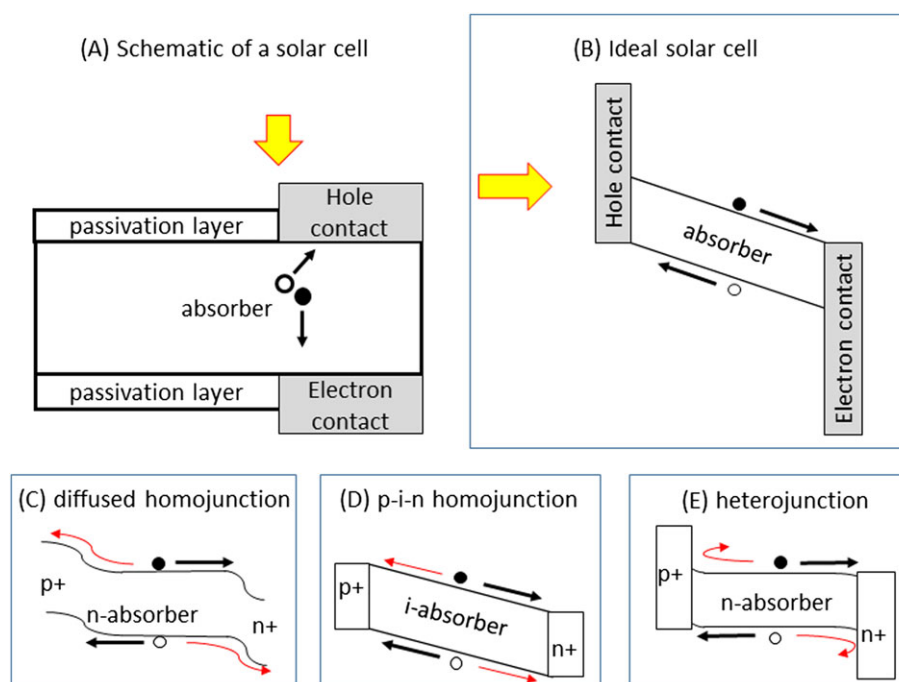 (A) Schematic of a solar cell
passivation layer
Hole
contact
absorber
passivation layer
Electron
contact
(B) Ideal solar cell
Hole contact
absorber
Electron contact
(C) diffused homojunction
p+
n-absorber
n+
(D) p-i-n homojunction
p+
i-absorber
n+
(E) heterojunction
p+
n-absorber
n+